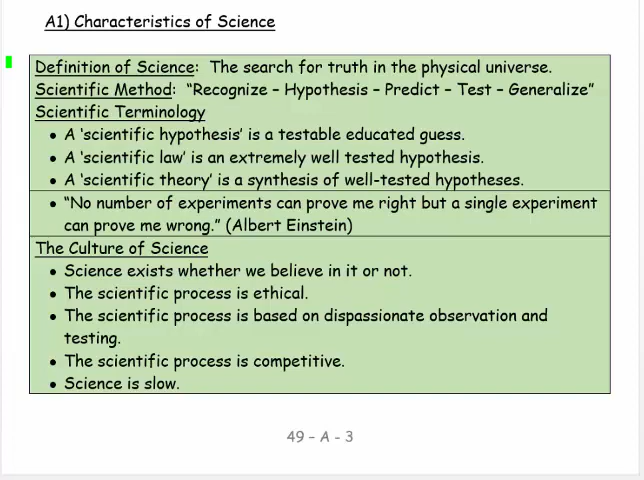 A1) Characteristics of Science
Definition of Science:  The search for truth in the physical universe.
Scientific Method:  “Recognize – Hypothesis – Predict – Test – Generalize”
Scientific Terminology
• A ‘scientific hypothesis’ is a testable educated guess.
• A ‘scientific law’ is an extremely well tested hypothesis.
• A ‘scientific theory’ is a synthesis of well-tested hypotheses.
• “No number of experiments can prove me right but a single experiment
can prove me wrong.” (Albert Einstein)
The Culture of Science
• Science exists whether we believe in it or not.
• The scientific process is ethical.
• The scientific process is based on dispassionate observation and
testing.
• The scientific process is competitive.
• Science is slow.
49 – A - 3